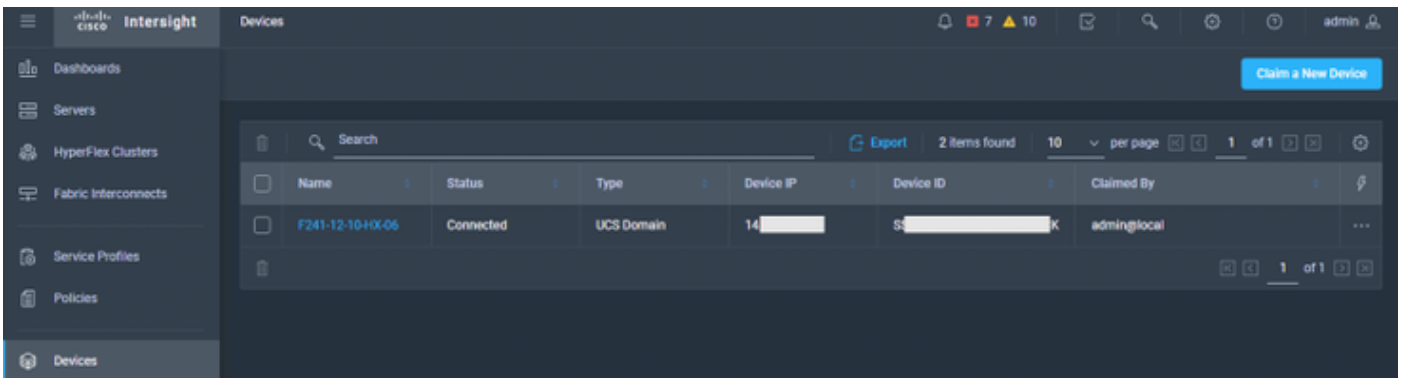 cisco Intersight Devices 7 10 admin
Dashboards
Claim a New Device
Servers
Search Export 2 items found 10 per page 1 of 1
HyperFlex Clusters
Name Status Type Device IP Device ID Claimed By
Fabric Interconnects
F241-12-10-HX-06 Connected UCS Domain 14 S K admin@local
Service Profiles
1 of 1
Policies
Devices